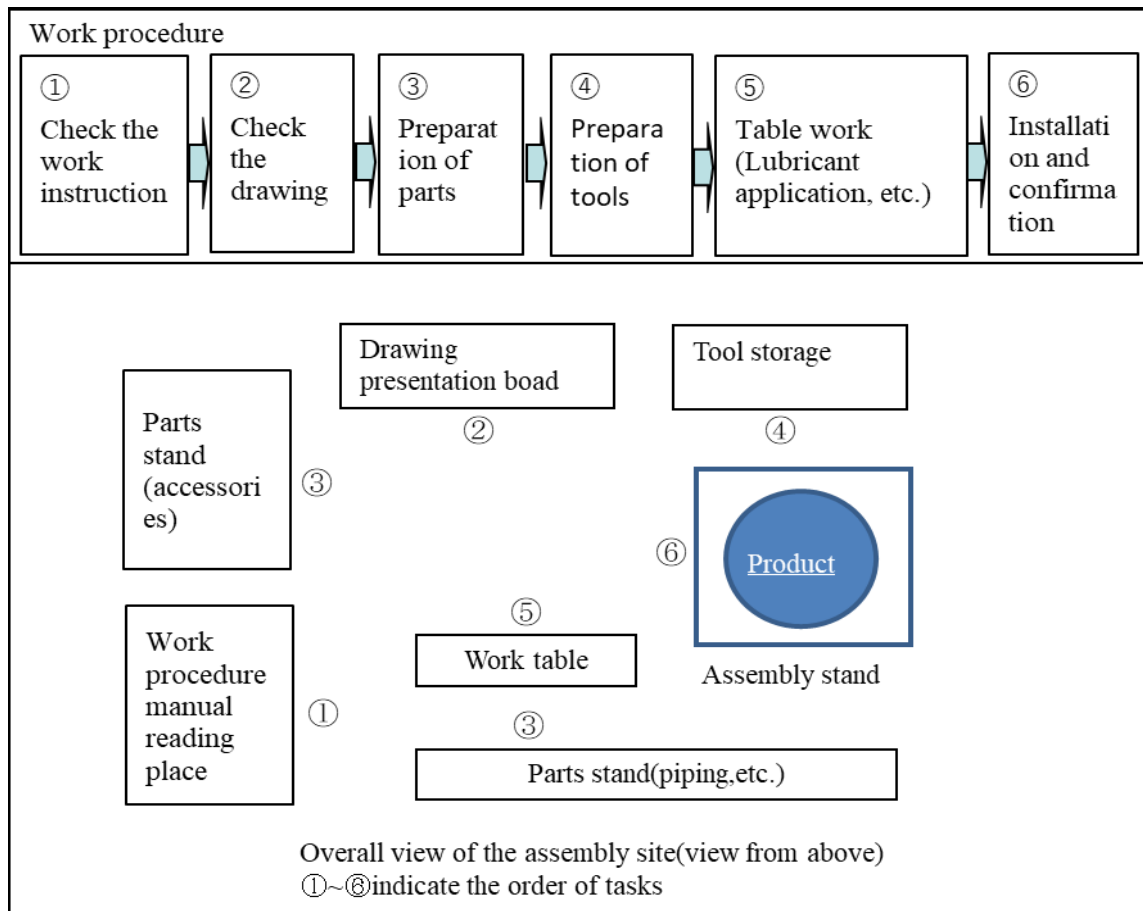 Work procedure
①
Check the
work
instruction
②
Check
the
drawing
③
Preparat
ion of
parts
④
Prepara
tion of
tools
⑤
Table work
(Lubricant
application, etc.)
⑥
Installati
on and
confirma
tion
Drawing
presentation boad
②
Tool storage
④
Parts
stand
(accessori
es)
③
⑥
Product
Assembly stand
⑤
Work table
Work
procedure
manual
reading
place
①
③
Parts stand(piping,etc.)
Overall view of the assembly site(view from above)
①~⑥indicate the order of tasks